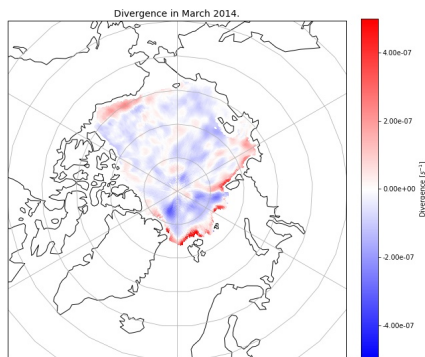 Divergence in March 2014.
4.00e-07
2.00e-07
0.00e+00
-2.00e-07
-4.00e-07
Divergence [s⁻¹]